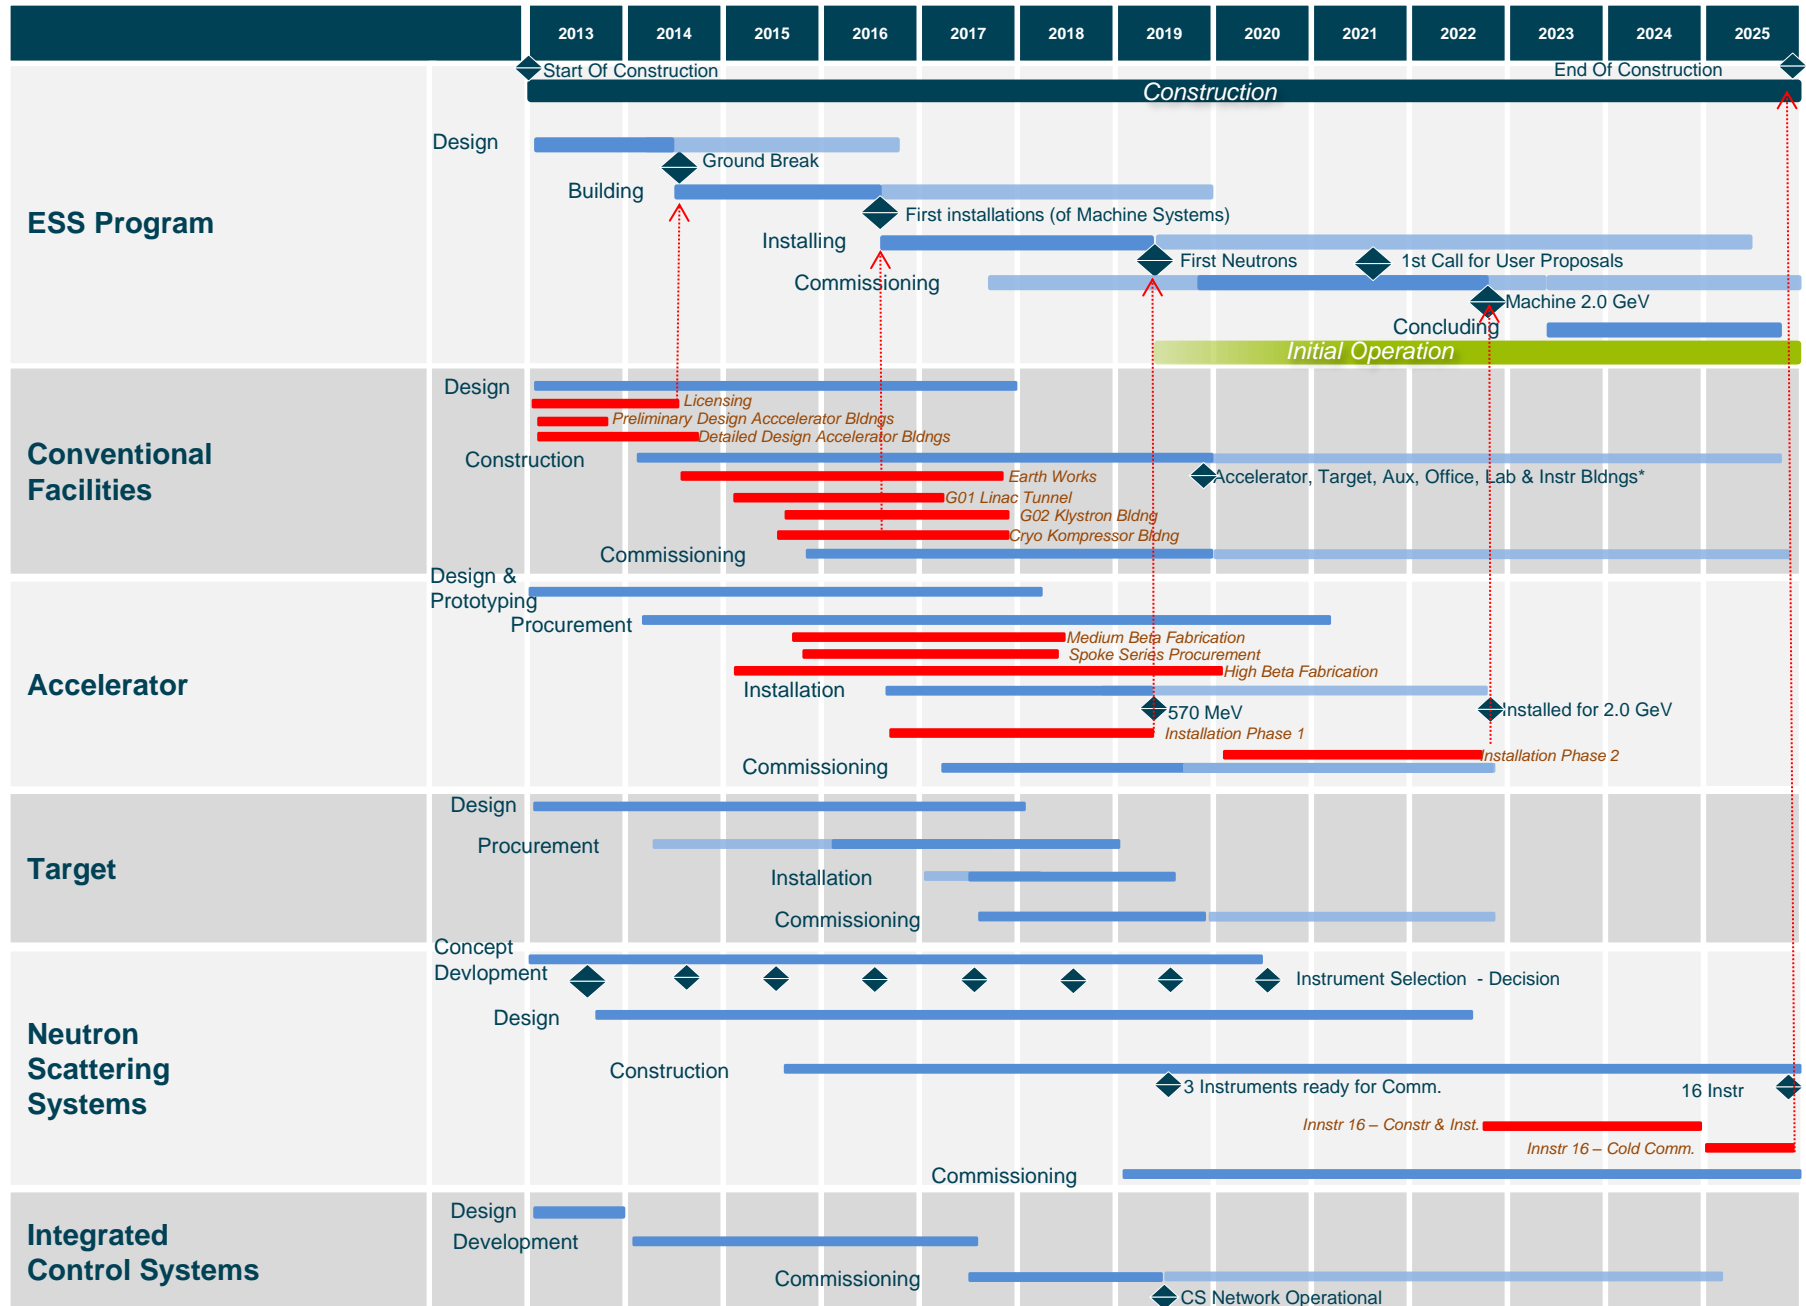 2013 2014 2015 2016 2017 2018 2019 2020 2021 2022 2023 2024 2025
Start Of Construction
End Of Construction
Construction
ESS Program
Design
Ground Break
Building
First installations (of Machine Systems)
Installing
First Neutrons
1st Call for User Proposals
Commissioning
Machine 2.0 GeV
Concluding
Initial Operation
Conventional
Facilities
Design
Licensing
Preliminary Design Acccelerator Bldngs
Detailed Design Accelerator Bldngs
Construction
Earth Works
Accelerator, Target, Aux, Office, Lab & Instr Bldngs*
G01 Linac Tunnel
G02 Klystron Bldng
Cryo Kompressor Bldng
Commissioning
Accelerator
Design &
Prototyping
Procurement
Medium Beta Fabrication
Spoke Series Procurement
High Beta Fabrication
Installation
570 MeV
Installed for 2.0 GeV
Installation Phase 1
Installation Phase 2
Commissioning
Target
Design
Procurement
Installation
Commissioning
Neutron
Scattering
Systems
Concept
Devlopment
Instrument Selection - Decision
Design
Construction
3 Instruments ready for Comm.
16 Instr
Innstr 16 – Constr & Inst.
Innstr 16 – Cold Comm.
Commissioning
Integrated
Control Systems
Design
Development
Commissioning
CS Network Operational